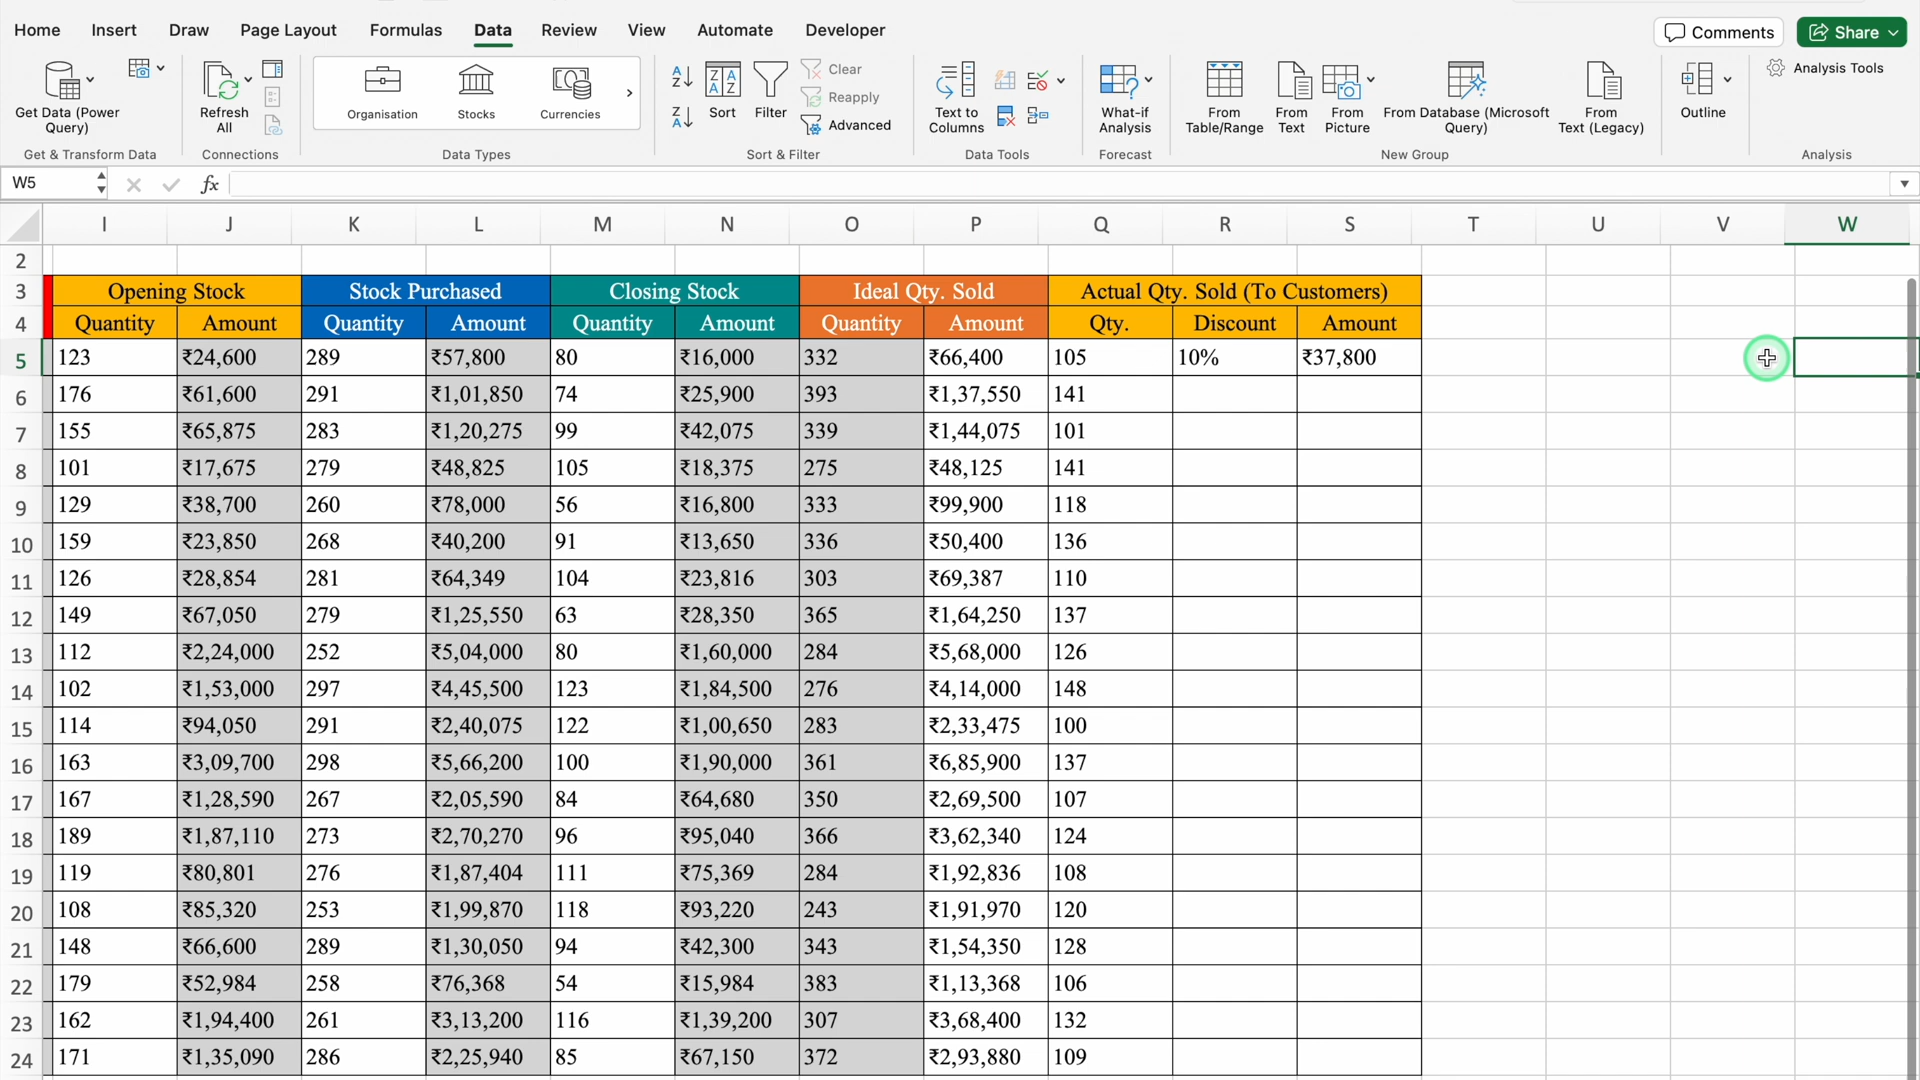 Home Insert Draw Page Layout Formulas Data Review View Automate Developer Comments Share
Get Data (Power Query)
Refresh All
Organisation Stocks Currencies
Sort Filter
Clear
Reapply
Advanced
Text to Columns
What-if Analysis
From Table/Range
From Text
From Picture
From Database (Microsoft Query)
From Text (Legacy)
Outline
Analysis Tools
Get & Transform Data Connections Data Types Sort & Filter Data Tools Forecast New Group Analysis
W5 fx
I J K L M N O P Q R S T U V W
2
3 Opening Stock Stock Purchased Closing Stock Ideal Qty. Sold Actual Qty. Sold (To Customers)
4 Quantity Amount Quantity Amount Quantity Amount Quantity Amount Qty. Discount Amount
5 123 ₹24,600 289 ₹57,800 80 ₹16,000 332 ₹66,400 105 10% ₹37,800
6 176 ₹61,600 291 ₹1,01,850 74 ₹25,900 393 ₹1,37,550 141
7 155 ₹65,875 283 ₹1,20,275 99 ₹42,075 339 ₹1,44,075 101
8 101 ₹17,675 279 ₹48,825 105 ₹18,375 275 ₹48,125 141
9 129 ₹38,700 260 ₹78,000 56 ₹16,800 333 ₹99,900 118
10 159 ₹23,850 268 ₹40,200 91 ₹13,650 336 ₹50,400 136
11 126 ₹28,854 281 ₹64,349 104 ₹23,816 303 ₹69,387 110
12 149 ₹67,050 279 ₹1,25,550 63 ₹28,350 365 ₹1,64,250 137
13 112 ₹2,24,000 252 ₹5,04,000 80 ₹1,60,000 284 ₹5,68,000 126
14 102 ₹1,53,000 297 ₹4,45,500 123 ₹1,84,500 276 ₹4,14,000 148
15 114 ₹94,050 291 ₹2,40,075 122 ₹1,00,650 283 ₹2,33,475 100
16 163 ₹3,09,700 298 ₹5,66,200 100 ₹1,90,000 361 ₹6,85,900 137
17 167 ₹1,28,590 267 ₹2,05,590 84 ₹64,680 350 ₹2,69,500 107
18 189 ₹1,87,110 273 ₹2,70,270 96 ₹95,040 366 ₹3,62,340 124
19 119 ₹80,801 276 ₹1,87,404 111 ₹75,369 284 ₹1,92,836 108
20 108 ₹85,320 253 ₹1,99,870 118 ₹93,220 243 ₹1,91,970 120
21 148 ₹66,600 289 ₹1,30,050 94 ₹42,300 343 ₹1,54,350 128
22 179 ₹52,984 258 ₹76,368 54 ₹15,984 383 ₹1,13,368 106
23 162 ₹1,94,400 261 ₹3,13,200 116 ₹1,39,200 307 ₹3,68,400 132
24 171 ₹1,35,090 286 ₹2,25,940 85 ₹67,150 372 ₹2,93,880 109